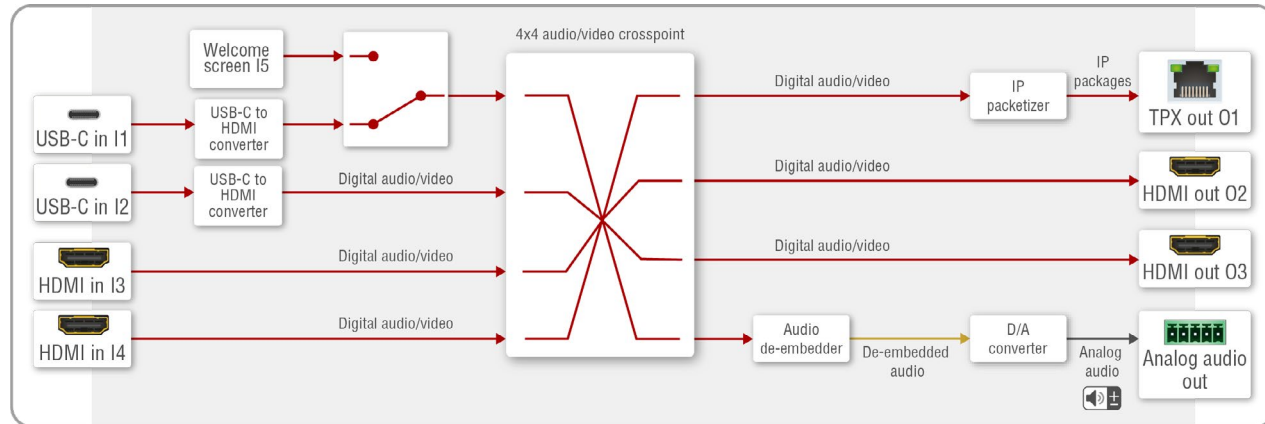 4x4 audio/video crosspoint
Welcome
screen I5
USB-C in I1
USB-C to
HDMI
converter
USB-C in I2
USB-C to
HDMI
converter
Digital audio/video
HDMI in I3
Digital audio/video
HDMI in I4
Digital audio/video
Digital audio/video
IP
packetizer
IP
packages
TPX out O1
Digital audio/video
HDMI out O2
Digital audio/video
HDMI out O3
Audio
de-embedder
De-embedded
audio
D/A
converter
Analog
audio
Analog audio
out